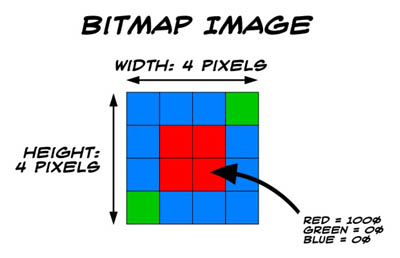 BITMAP IMAGE
WIDTH: 4 PIXELS
HEIGHT:
4 PIXELS
RED = 100%
GREEN = 0%
BLUE = 0%